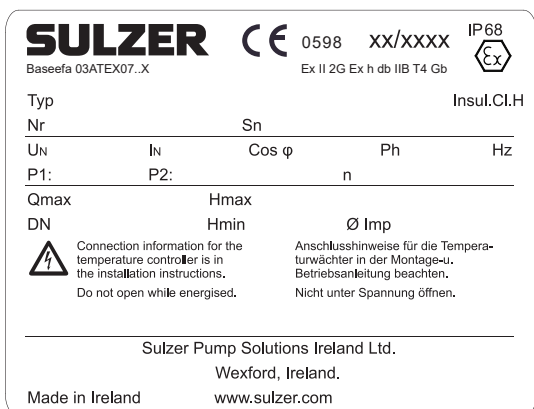 SULZER CE 0598 xx/xxxx IP68
Baseefa 03ATEX07..X Ex II 2G Ex h db IIB T4 Gb Ex
Typ Insul.Cl.H
Nr Sn
UN IN Cos φ Ph Hz
P1: P2: n
Qmax Hmax
DN Hmin Ø Imp
Connection information for the
temperature controller is in
the installation instructions.
Do not open while energised.
Anschlusshinweise für die Tempera-
turwächter in der Montage-u.
Betriebsanleitung beachten.
Nicht unter Spannung öffnen.
Sulzer Pump Solutions Ireland Ltd.
Wexford, Ireland.
Made in Ireland www.sulzer.com